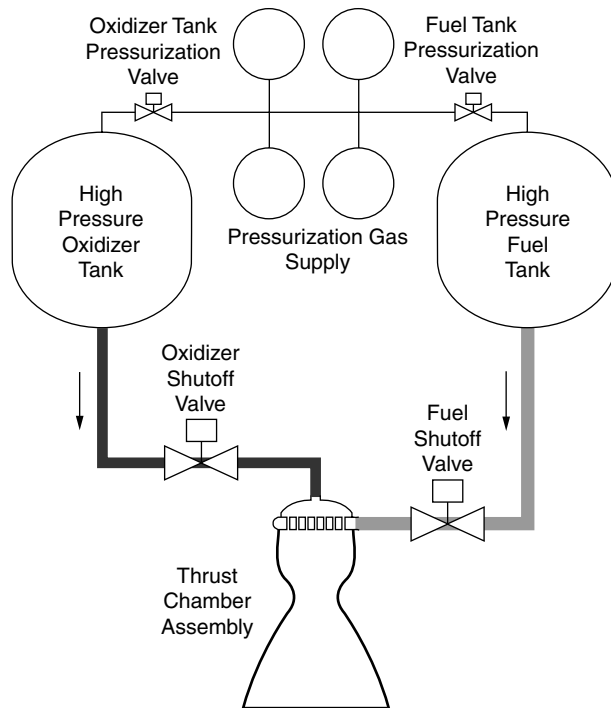 Oxidizer Tank
Pressurization
Valve
Fuel Tank
Pressurization
Valve
High
Pressure
Oxidizer
Tank
High
Pressure
Fuel
Tank
Pressurization Gas
Supply
Oxidizer
Shutoff
Valve
Fuel
Shutoff
Valve
Thrust
Chamber
Assembly